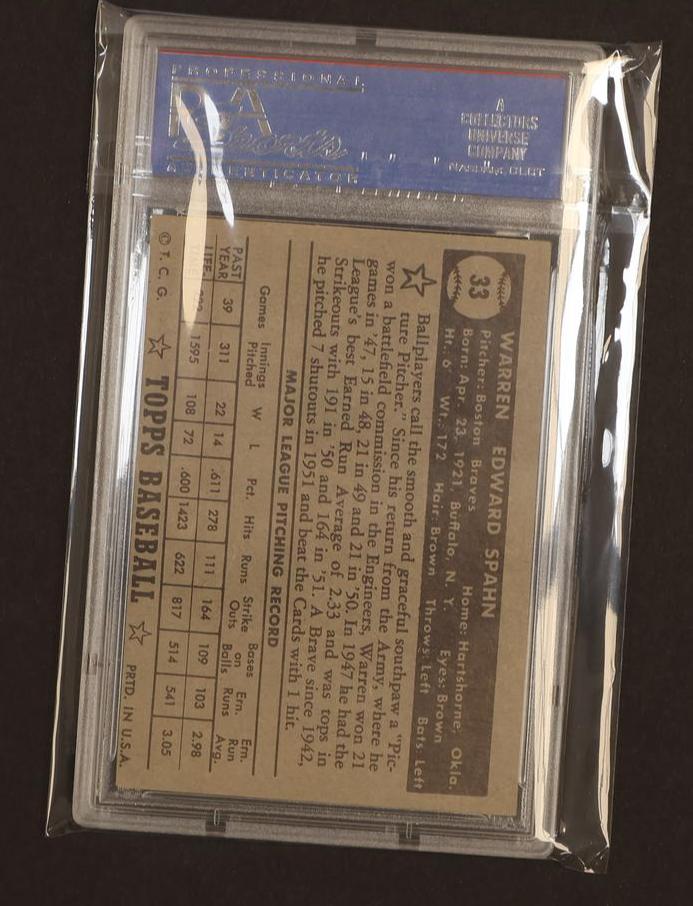 PROFESSIONAL
PSA
AUTHENTICATOR
A
COLLECTORS
UNIVERSE
COMPANY
33
WARREN EDWARD SPAHN
Pitcher: Boston Braves Home: Hartshorne, Okla.
Born: Apr. 23, 1921, Buffalo, N. Y. Eyes: Brown
Ht.: 6' Wt.: 172 Hair: Brown Throws: Left Bats: Left
Ballplayers call the smooth and graceful southpaw a "Pic-
ture Pitcher." Since his return from the Army, where he
won a battlefield commission in the Engineers, Warren won 21
games in '47, 15 in 48, 21 in 49 and 21 in '50. In 1947 he had the
League's best Earned Run Average of 2.33 and was tops in
Strikeouts with 191 in '50 and 164 in '51. A Brave since 1942,
he pitched 7 shutouts in 1951 and beat the Cards with 1 hit.
MAJOR LEAGUE PITCHING RECORD
Games Innings Pitched W L Pct. Hits Runs Strike Outs Bases on Balls Ern. Runs Ern. Run Avg.
PAST YEAR 39 311 22 14 .611 278 111 164 109 103 2.98
LIFE- 1595 108 72 .600 1423 622 817 514 541 3.05
© T. C. G. TOPPS BASEBALL PRTD. IN U.S.A.